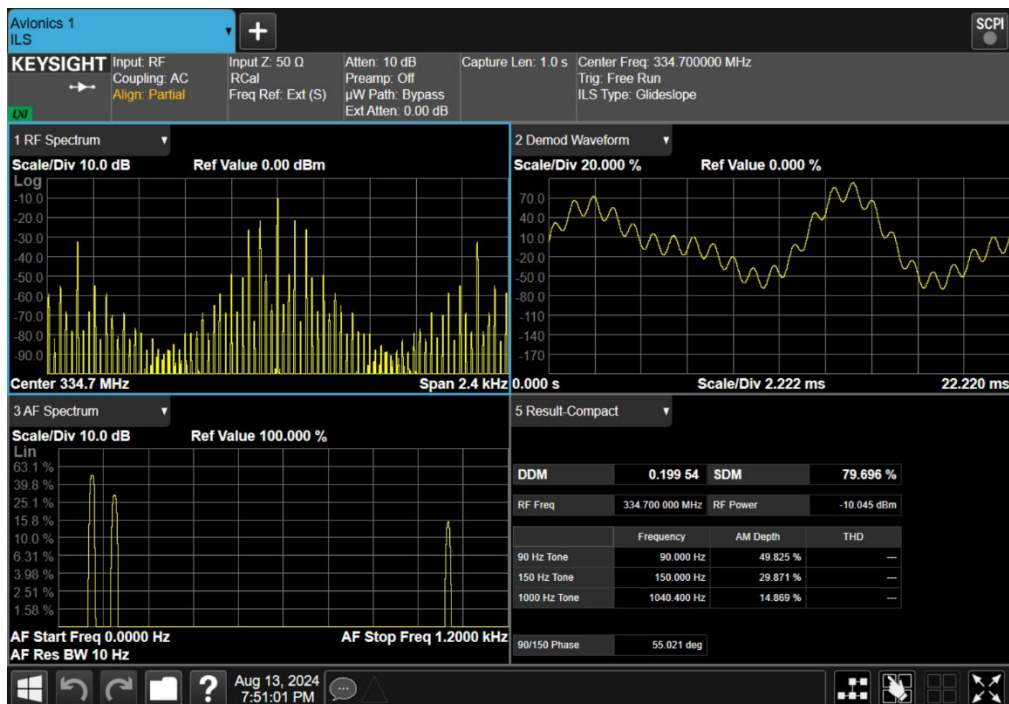 Avionics 1
ILS
SCPI
KEYSIGHT
LXI
Input: RF
Coupling: AC
Align: Partial
Input Z: 50 Ω
RCal
Freq Ref: Ext (S)
Atten: 10 dB
Preamp: Off
µW Path: Bypass
Ext Atten: 0.00 dB
Capture Len: 1.0 s
Center Freq: 334.700000 MHz
Trig: Free Run
ILS Type: Glideslope
1 RF Spectrum
Scale/Div 10.0 dB Ref Value 0.00 dBm
Log
-10.0
-20.0
-30.0
-40.0
-50.0
-60.0
-70.0
-80.0
-90.0
Center 334.7 MHz Span 2.4 kHz
2 Demod Waveform
Scale/Div 20.000 % Ref Value 0.000 %
70.0
40.0
10.0
-20.0
-50.0
-80.0
-110
-140
-170
0.000 s Scale/Div 2.222 ms 22.220 ms
3 AF Spectrum
Scale/Div 10.0 dB Ref Value 100.000 %
Lin
63.1 %
39.8 %
25.1 %
15.8 %
10.0 %
6.31 %
3.98 %
2.51 %
1.58 %
AF Start Freq 0.0000 Hz AF Stop Freq 1.2000 kHz
AF Res BW 10 Hz
5 Result-Compact
DDM 0.199 54 SDM 79.696 %
RF Freq 334.700 000 MHz RF Power -10.045 dBm
Frequency AM Depth THD
90 Hz Tone 90.000 Hz 49.825 % ---
150 Hz Tone 150.000 Hz 29.871 % ---
1000 Hz Tone 1040.400 Hz 14.869 % ---
90/150 Phase 55.021 deg
?
Aug 13, 2024
7:51:01 PM